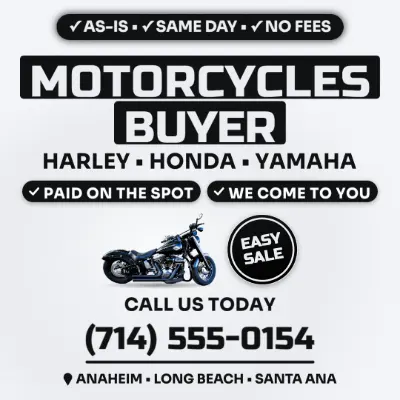 ✓ AS-IS ▪ ✓ SAME DAY ▪ ✓ NO FEES
MOTORCYCLES
BUYER
HARLEY ▪ HONDA ▪ YAMAHA
✓ PAID ON THE SPOT ✓ WE COME TO YOU
EASY
SALE
CALL US TODAY
(714) 555-0154
ANAHEIM ▪ LONG BEACH ▪ SANTA ANA